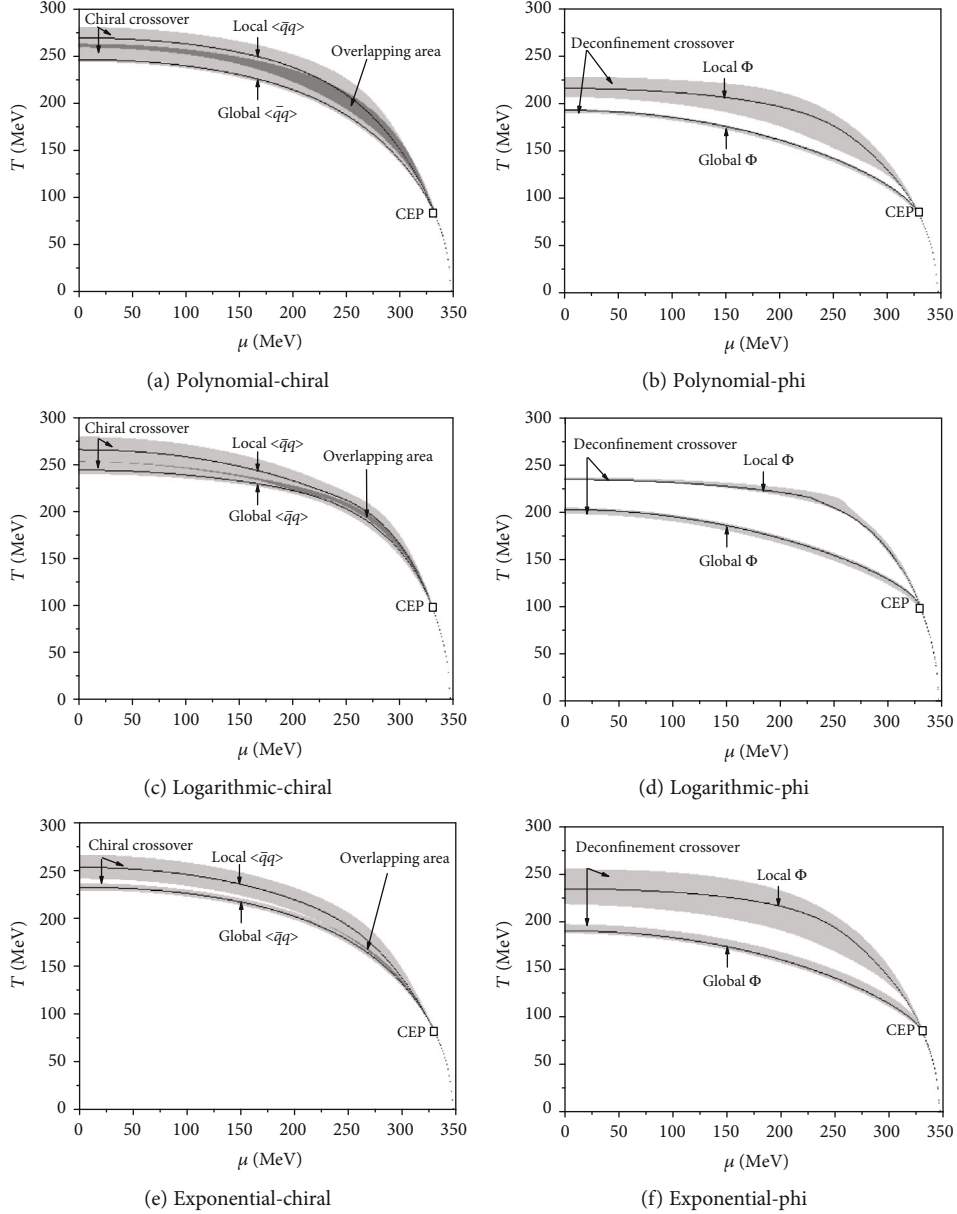 300
250
200
150
100
50
0
T (MeV)
Chiral crossover
Local <q̄q>
Overlapping area
Global <q̄q>
CEP
0 50 100 150 200 250 300 350
μ (MeV)
(a) Polynomial-chiral
300
250
200
150
100
50
0
T (MeV)
Deconfinement crossover
Local Φ
Global Φ
CEP
0 50 100 150 200 250 300 350
μ (MeV)
(b) Polynomial-phi
300
250
200
150
100
50
0
T (MeV)
Chiral crossover
Local <q̄q>
Overlapping area
Global <q̄q>
CEP
0 50 100 150 200 250 300 350
μ (MeV)
(c) Logarithmic-chiral
300
250
200
150
100
50
0
T (MeV)
Deconfinement crossover
Local Φ
Global Φ
CEP
0 50 100 150 200 250 300 350
μ (MeV)
(d) Logarithmic-phi
300
250
200
150
100
50
0
T (MeV)
Chiral crossover
Local <q̄q>
Overlapping area
Global <q̄q>
CEP
0 50 100 150 200 250 300 350
μ (MeV)
(e) Exponential-chiral
300
250
200
150
100
50
0
T (MeV)
Deconfinement crossover
Local Φ
Global Φ
CEP
0 50 100 150 200 250 300 350
μ (MeV)
(f) Exponential-phi